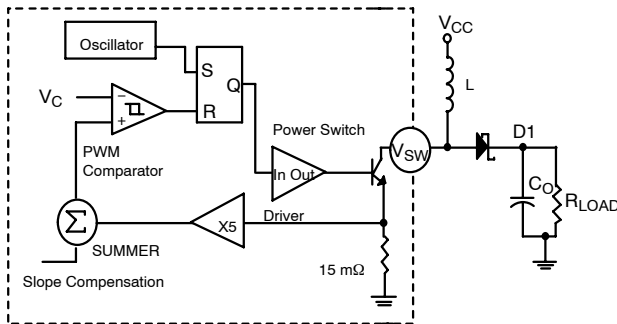 Oscillator
S
R
Q
V_C
−
+
PWM
Comparator
Power Switch
In Out
V_SW
V_CC
L
D1
C_O
R_LOAD
Driver
X5
15 mΩ
Σ
SUMMER
Slope Compensation